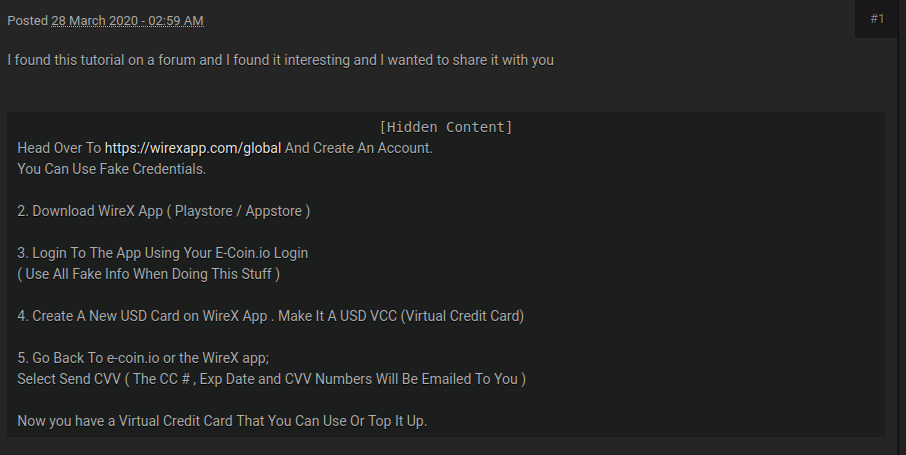 Posted 28 March 2020 - 02:59 AM
#1
I found this tutorial on a forum and I found it interesting and I wanted to share it with you
[Hidden Content]
Head Over To https://wirexapp.com/global And Create An Account.
You Can Use Fake Credentials.
2. Download WireX App ( Playstore / Appstore )
3. Login To The App Using Your E-Coin.io Login
( Use All Fake Info When Doing This Stuff )
4. Create A New USD Card on WireX App . Make It A USD VCC (Virtual Credit Card)
5. Go Back To e-coin.io or the WireX app;
Select Send CVV ( The CC # , Exp Date and CVV Numbers Will Be Emailed To You )
Now you have a Virtual Credit Card That You Can Use Or Top It Up.